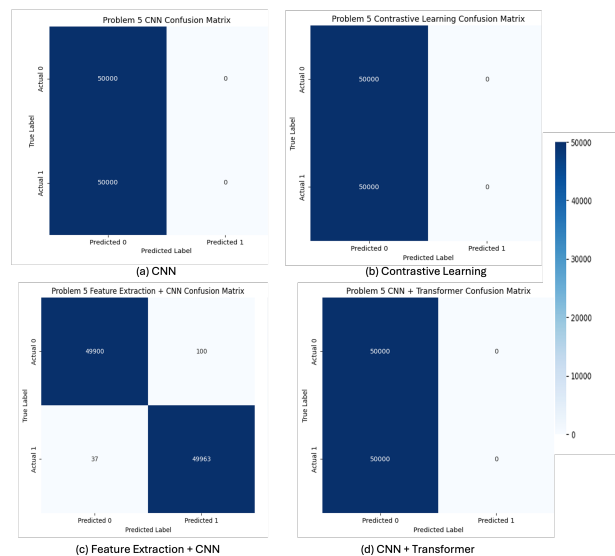 Problem 5 CNN Confusion Matrix
True Label
Actual 0
50000
0
Actual 1
50000
0
Predicted 0
Predicted 1
Predicted Label
(a) CNN
Problem 5 Contrastive Learning Confusion Matrix
True Label
Actual 0
50000
0
Actual 1
50000
0
Predicted 0
Predicted 1
Predicted Label
(b) Contrastive Learning
50000
40000
30000
20000
10000
0
Problem 5 Feature Extraction + CNN Confusion Matrix
True Label
Actual 0
49900
100
Actual 1
37
49963
Predicted 0
Predicted 1
Predicted Label
(c) Feature Extraction + CNN
Problem 5 CNN + Transformer Confusion Matrix
True Label
Actual 0
50000
0
Actual 1
50000
0
Predicted 0
Predicted 1
Predicted Label
(d) CNN + Transformer